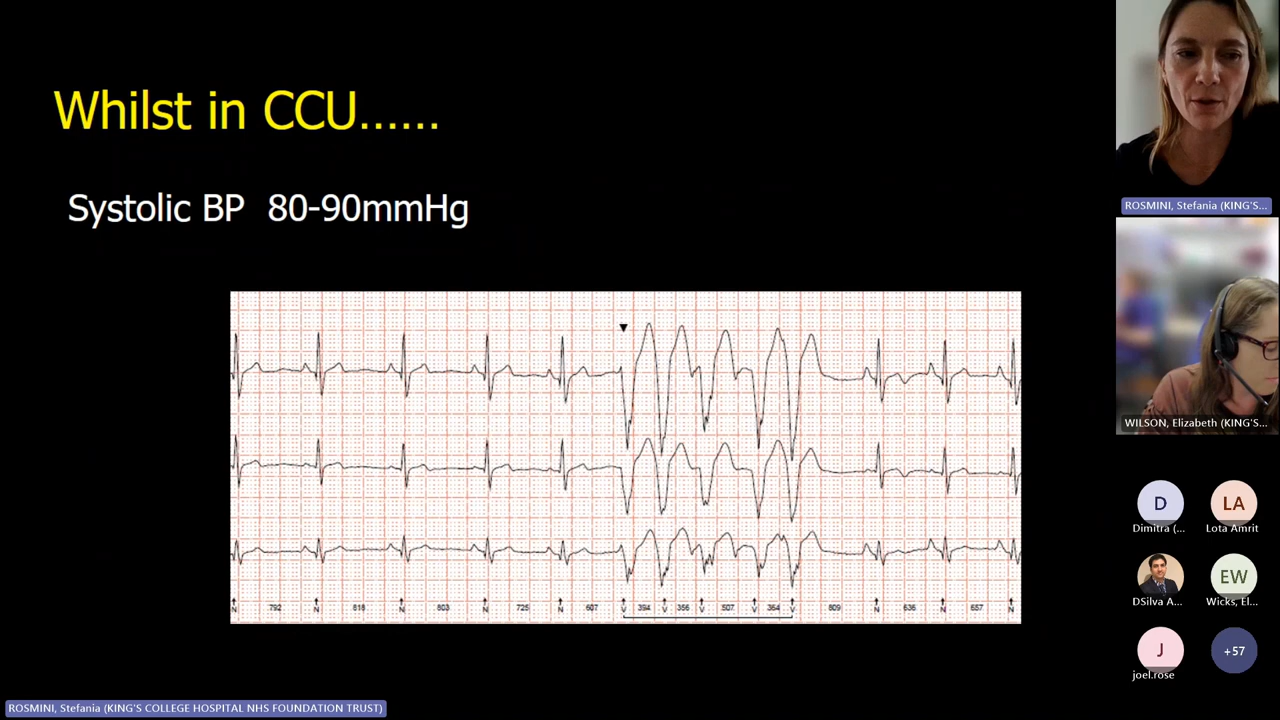 Whilst in CCU......
Systolic BP 80-90mmHg
N 792 N 818 N 803 N 725 N 607 V 394 V 356 V 507 V 364 V 809 N 636 N 557 N
ROSMINI, Stefania (KING'S...
WILSON, Elizabeth (KING'S...
D
LA
Dimitra (...
Lota Amrit
EW
DSilva A...
Wicks, El...
J
+57
joel.rose
ROSMINI, Stefania (KING'S COLLEGE HOSPITAL NHS FOUNDATION TRUST)